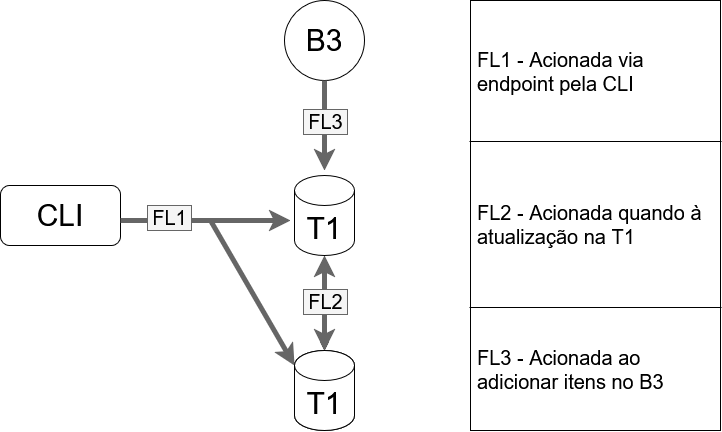 B3
FL3
CLI
FL1
T1
FL2
T1
FL1 - Acionada via
endpoint pela CLI
FL2 - Acionada quando à
atualização na T1
FL3 - Acionada ao
adicionar itens no B3